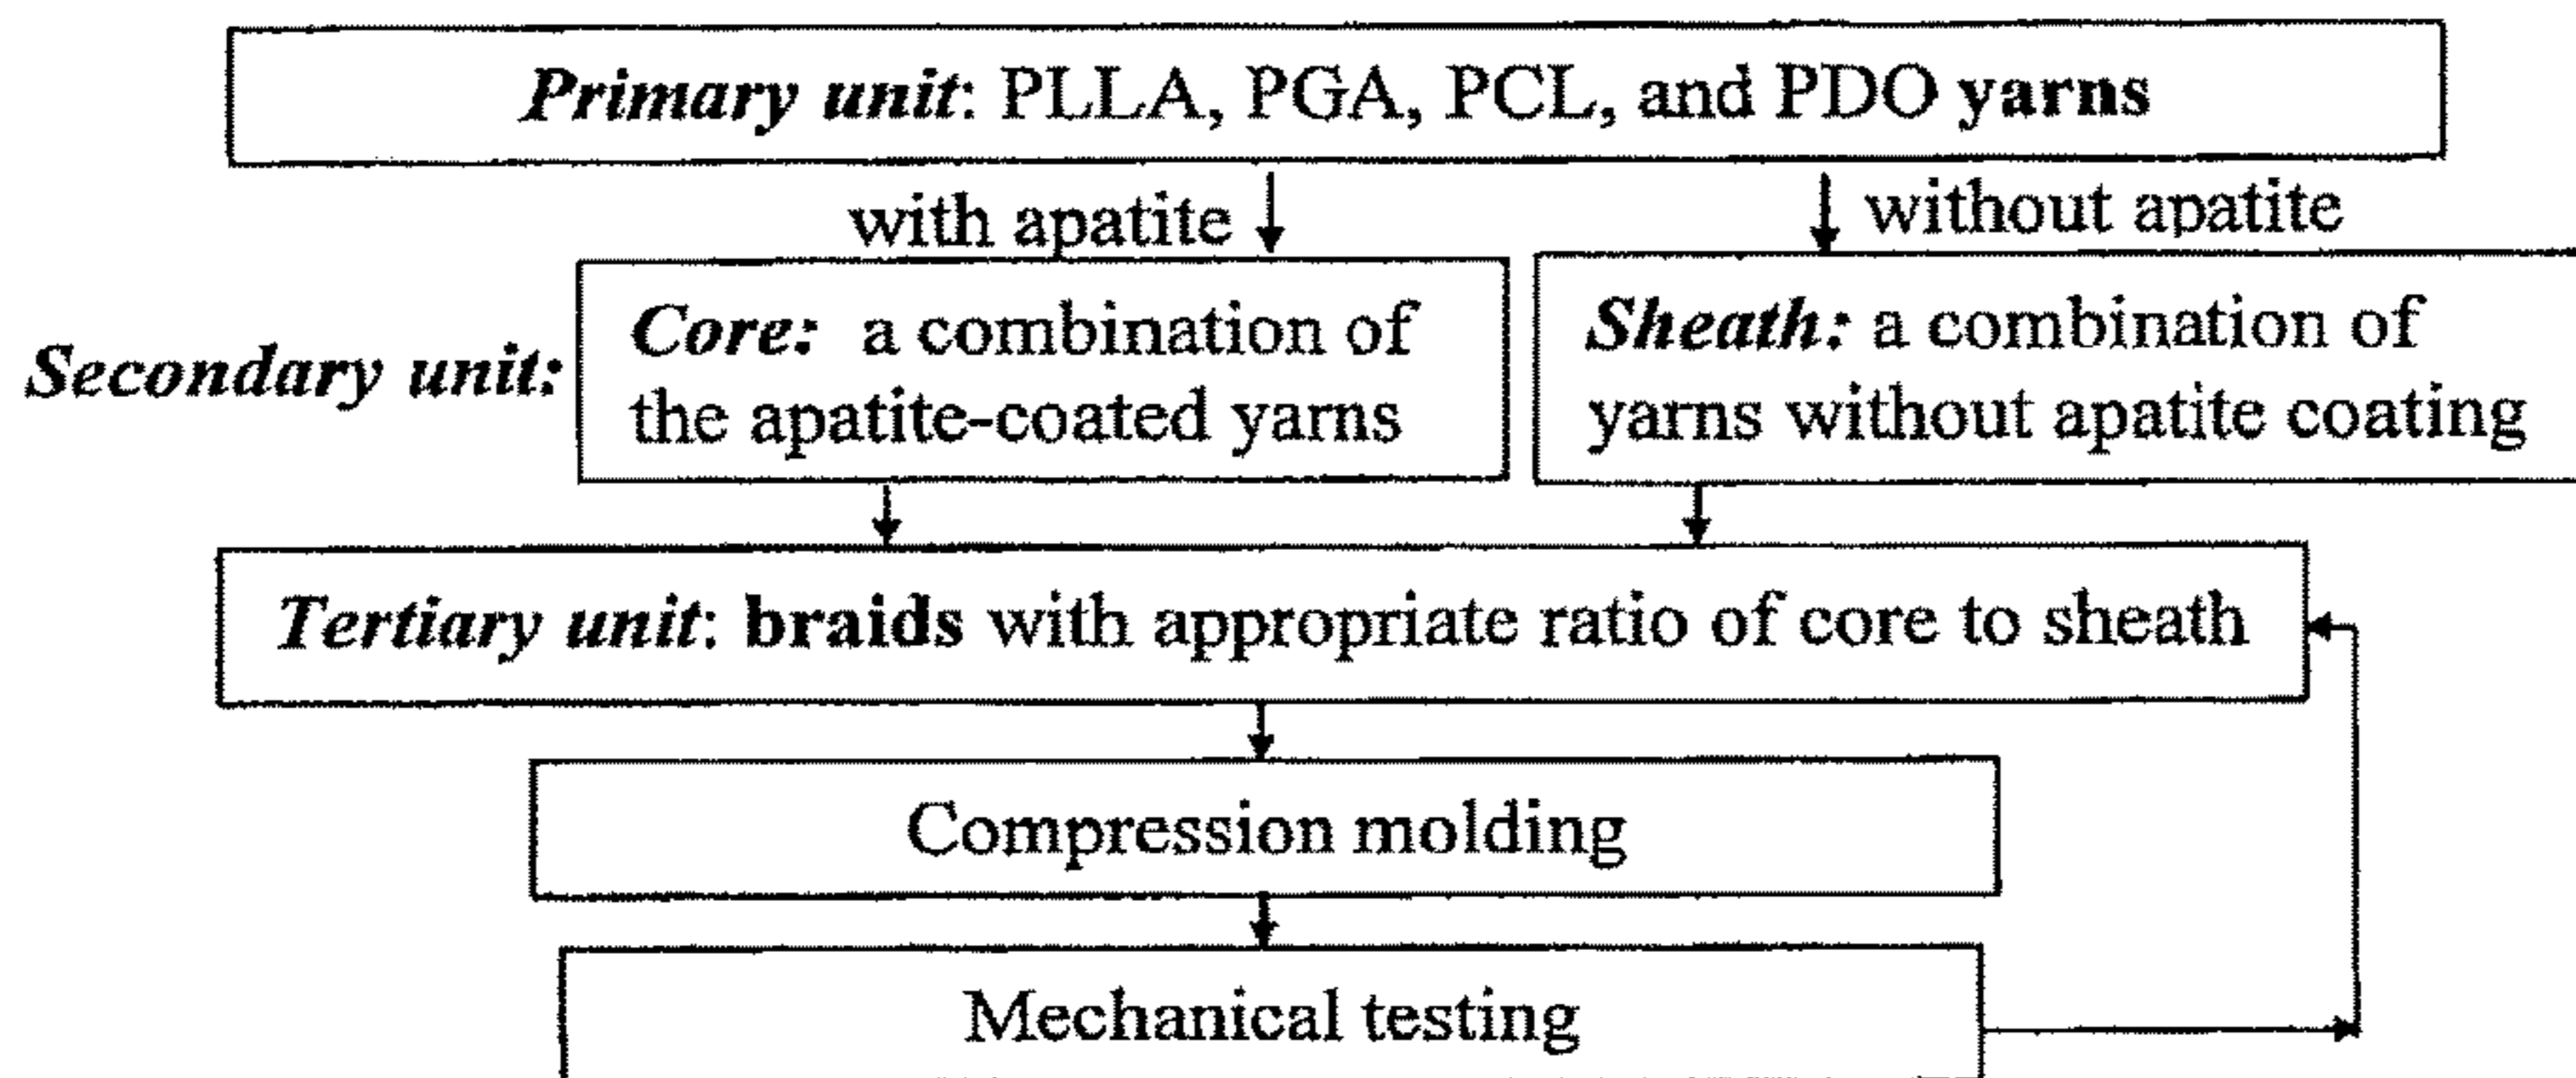 Primary unit: PLLA, PGA, PCL, and PDO yarns
with apatite
without apatite
Secondary unit:
Core: a combination of
the apatite-coated yarns
Sheath: a combination of
yarns without apatite coating
Tertiary unit: braids with appropriate ratio of core to sheath
Compression molding
Mechanical testing